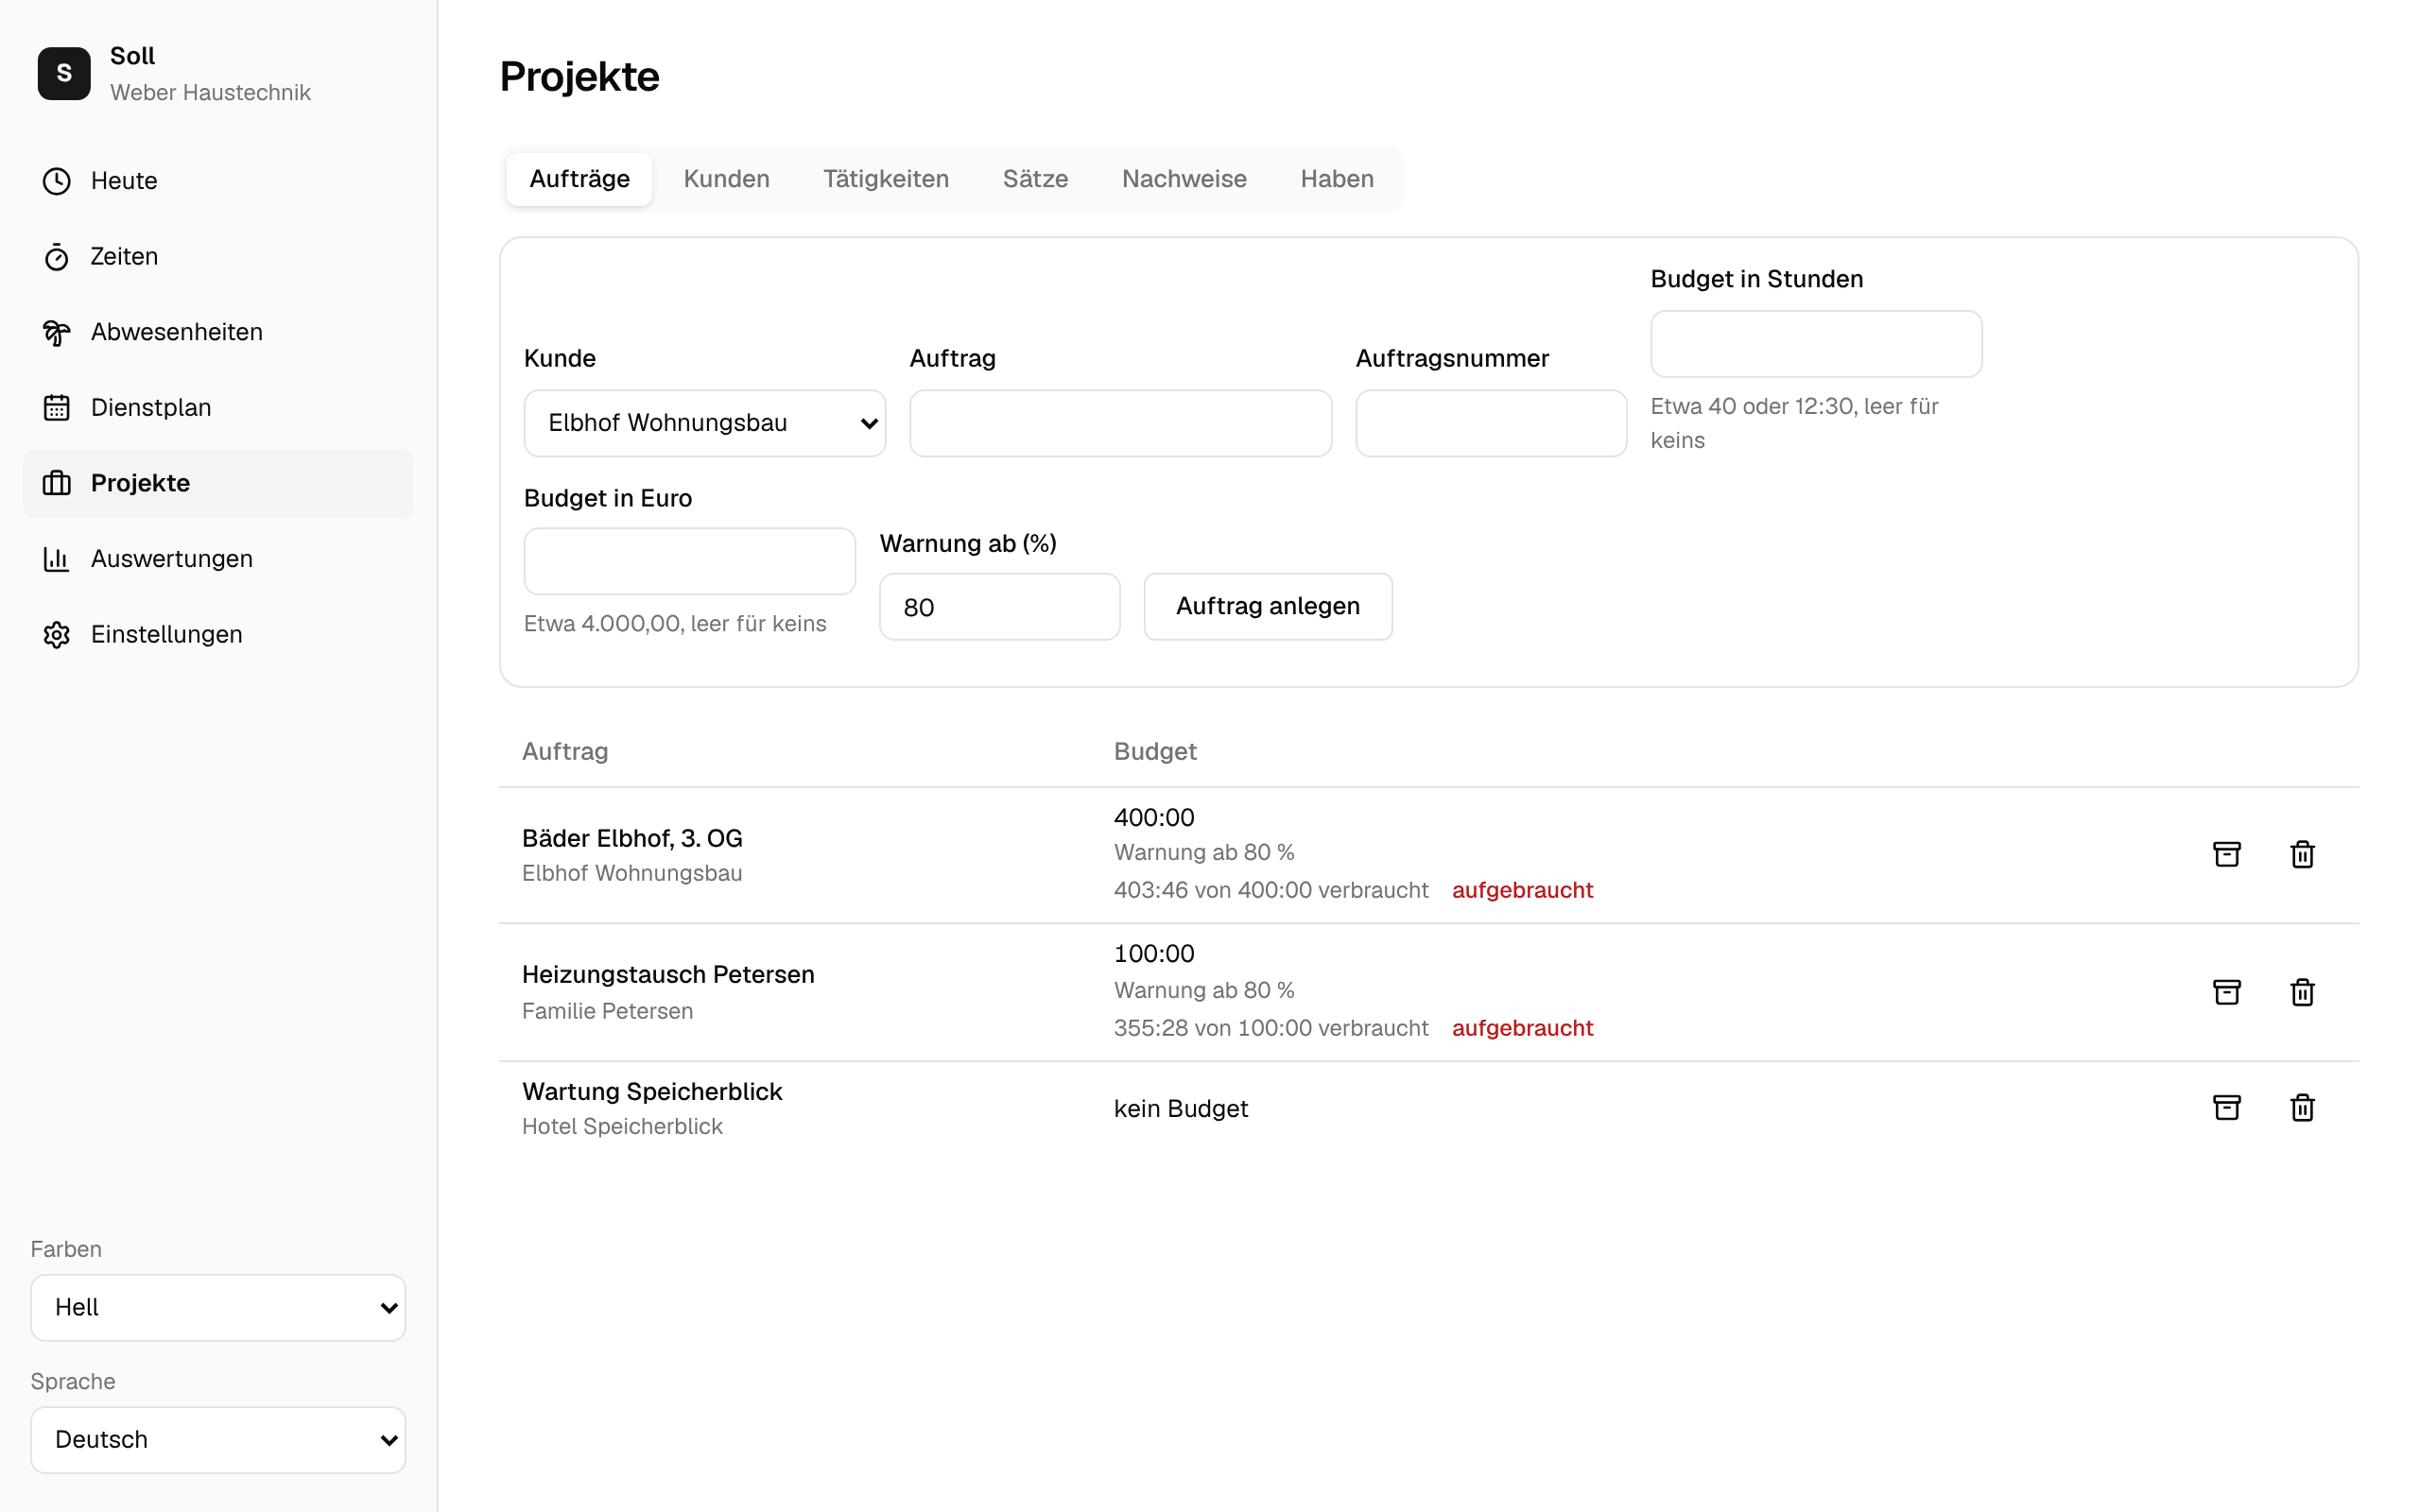 S
Soll
Weber Haustechnik
Heute
Zeiten
Abwesenheiten
Dienstplan
Projekte
Auswertungen
Einstellungen
Farben
Hell
Sprache
Deutsch
Projekte
Aufträge Kunden Tätigkeiten Sätze Nachweise Haben
Kunde
Elbhof Wohnungsbau
Auftrag
Auftragsnummer
Budget in Stunden
Etwa 40 oder 12:30, leer für
keins
Budget in Euro
Etwa 4.000,00, leer für keins
Warnung ab (%)
80
Auftrag anlegen
Auftrag Budget
Bäder Elbhof, 3. OG
Elbhof Wohnungsbau
400:00
Warnung ab 80 %
403:46 von 400:00 verbraucht aufgebraucht
Heizungstausch Petersen
Familie Petersen
100:00
Warnung ab 80 %
355:28 von 100:00 verbraucht aufgebraucht
Wartung Speicherblick
Hotel Speicherblick
kein Budget